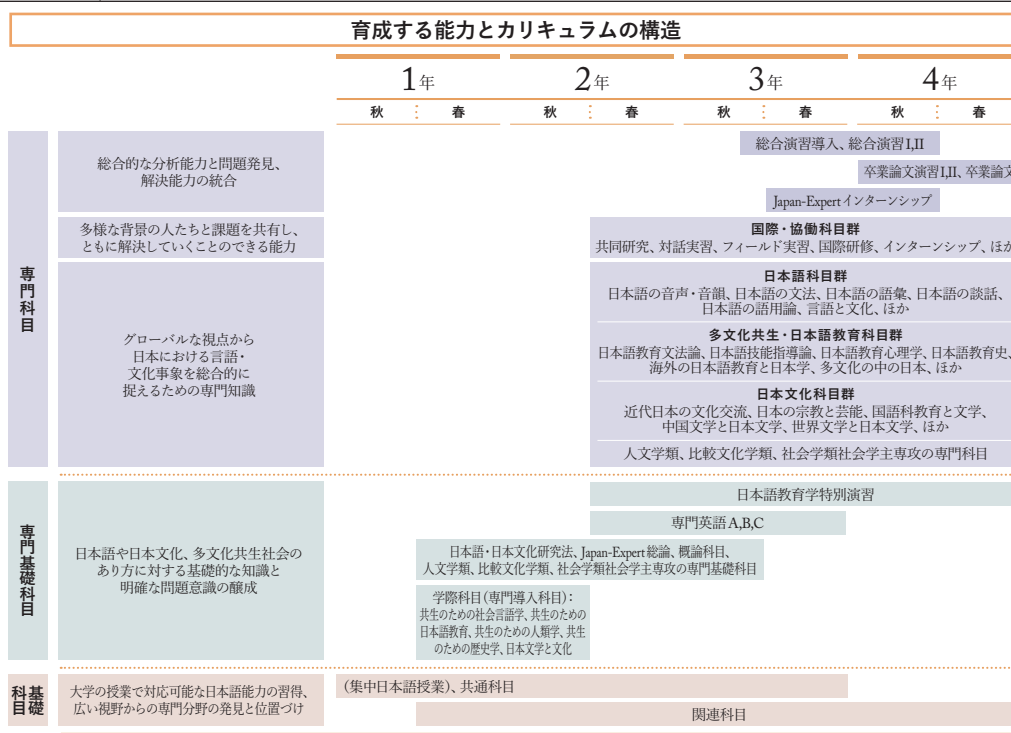 育成する能力とカリキュラムの構造
1年
2年
3年
4年
秋
春
秋
春
秋
春
秋
春
専門科目
総合的な分析能力と問題発見、
解決能力の統合
総合演習導入、総合演習I,II
卒業論文演習I,II、卒業論文
Japan-Expertインターンシップ
多様な背景の人たちと課題を共有し、
ともに解決していくことのできる能力
国際・協働科目群
共同研究、対話実習、フィールド実習、国際研修、インターンシップ、ほか
グローバルな視点から
日本における言語・
文化事象を総合的に
捉えるための専門知識
日本語科目群
日本語の音声・音韻、日本語の文法、日本語の語彙、日本語の談話、
日本語の語用論、言語と文化、ほか
多文化共生・日本語教育科目群
日本語教育文法論、日本語技能指導論、日本語教育心理学、日本語教育史、
海外の日本語教育と日本学、多文化の中の日本、ほか
日本文化科目群
近代日本の文化交流、日本の宗教と芸能、国語科教育と文学、
中国文学と日本文学、世界文学と日本文学、ほか
人文学類、比較文化学類、社会学類社会学主専攻の専門科目
専門基礎科目
日本語や日本文化、多文化共生社会の
あり方に対する基礎的な知識と
明確な問題意識の醸成
日本語教育学特別演習
専門英語A,B,C
日本語・日本文化研究法、Japan-Expert総論、概論科目、
人文学類、比較文化学類、社会学類社会学主専攻の専門基礎科目
学際科目(専門導入科目):
共生のための社会言語学、共生のための
日本語教育、共生のための人類学、共生
のための歴史学、日本文学と文化
基礎
科目
大学の授業で対応可能な日本語能力の習得、
広い視野からの専門分野の発見と位置づけ
(集中日本語授業)、共通科目
関連科目